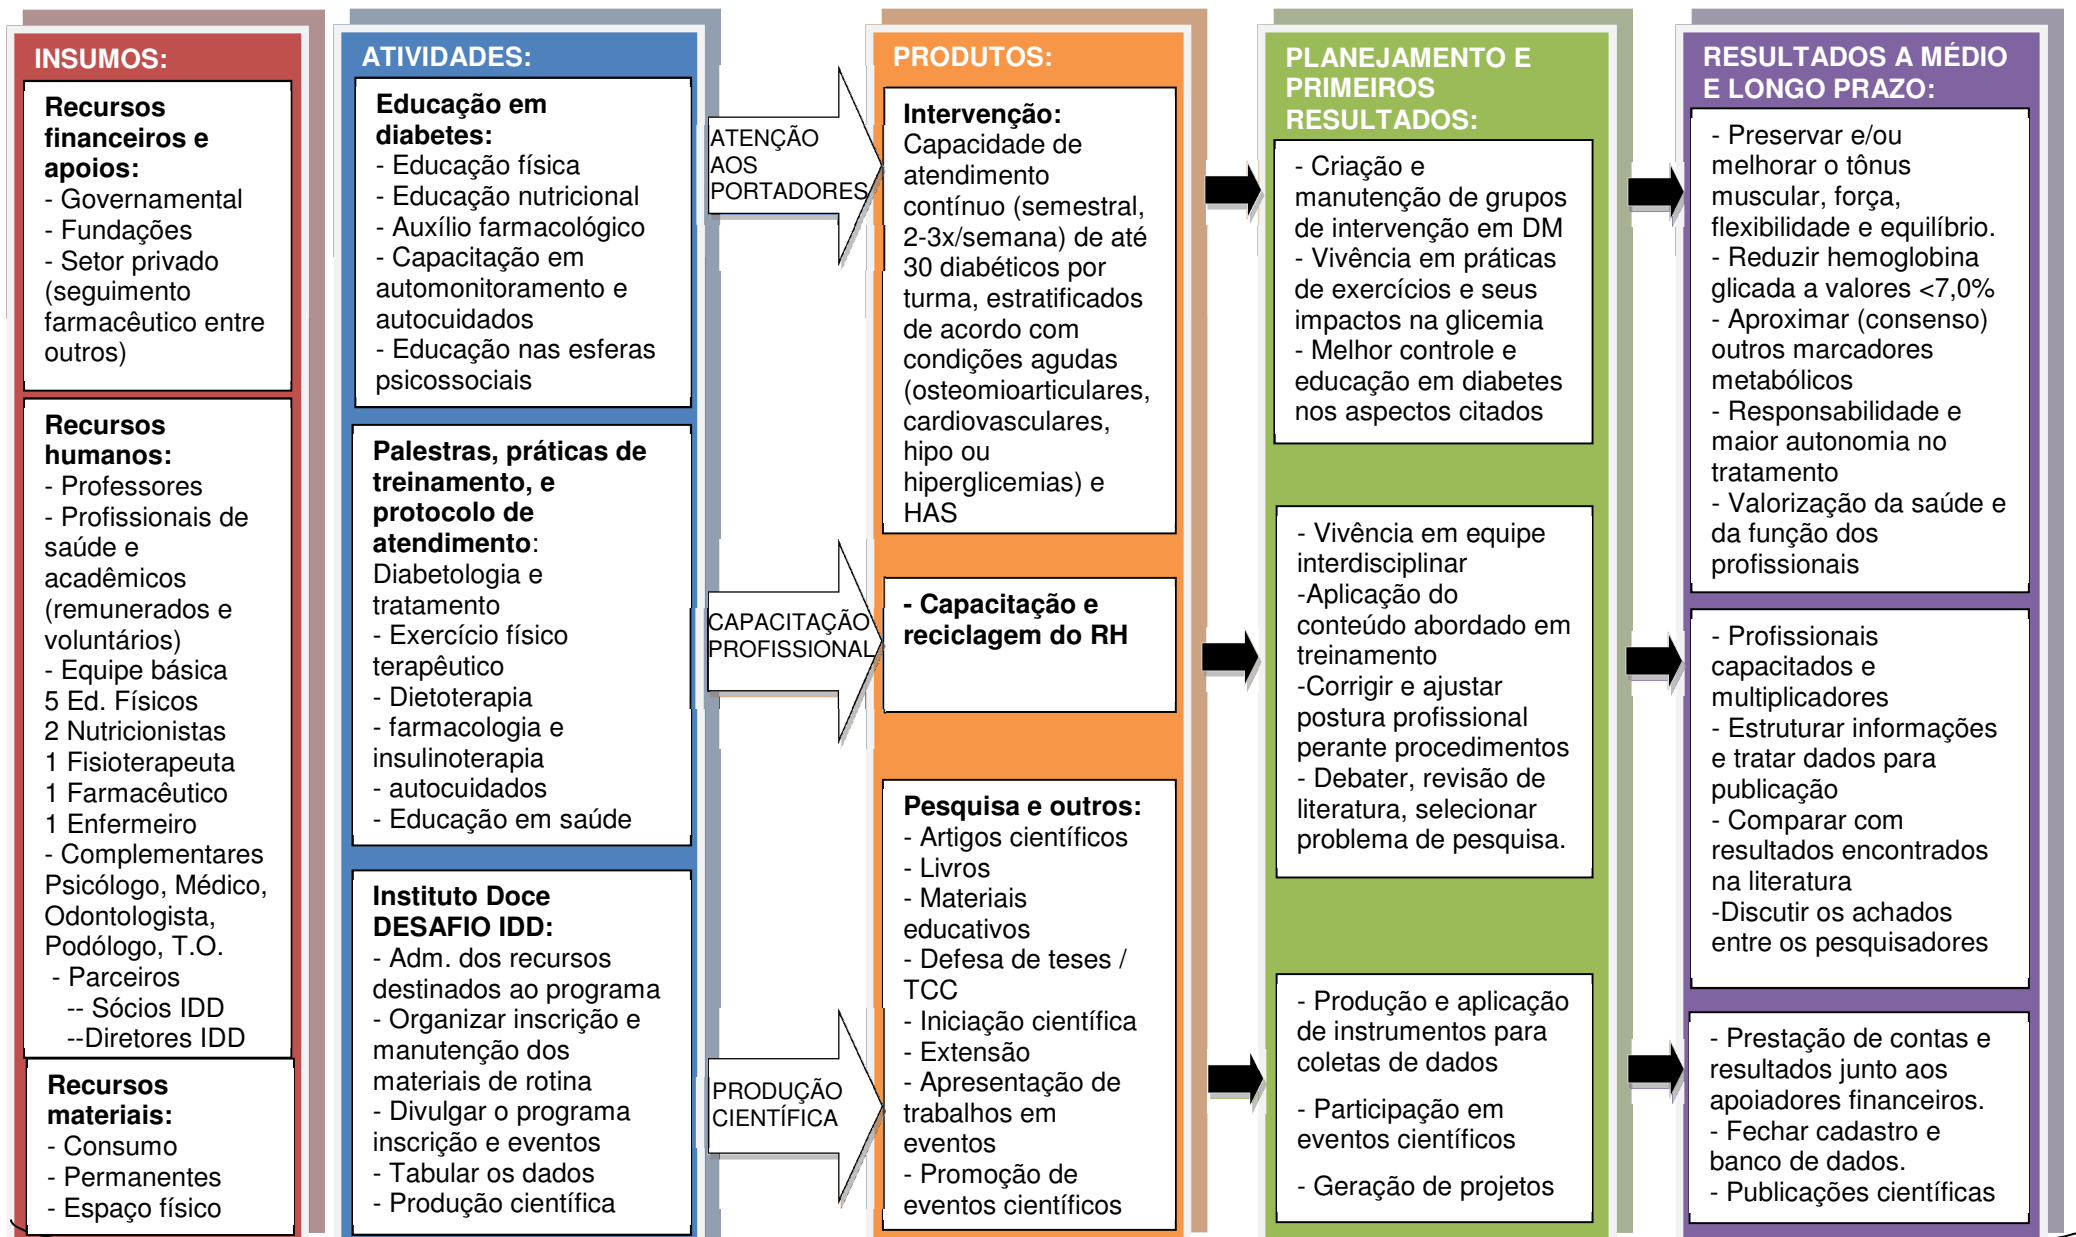 INSUMOS:
Recursos
financeiros e
apoios:
- Governamental
- Fundações
- Setor privado
(seguimento
farmacêutico entre
outros)
Recursos
humanos:
- Professores
- Profissionais de
saúde e
acadêmicos
(remunerados e
voluntários)
- Equipe básica
5 Ed. Físicos
2 Nutricionistas
1 Fisioterapeuta
1 Farmacêutico
1 Enfermeiro
- Complementares
Psicólogo, Médico,
Odontologista,
Podólogo, T.O.
- Parceiros
-- Sócios IDD
--Diretores IDD
Recursos
materiais:
- Consumo
- Permanentes
- Espaço físico
ATIVIDADES:
Educação em
diabetes:
- Educação física
- Educação nutricional
- Auxílio farmacológico
- Capacitação em
automonitoramento e
autocuidados
- Educação nas esferas
psicossociais
Palestras, práticas de
treinamento, e
protocolo de
atendimento:
Diabetologia e
tratamento
- Exercício físico
terapêutico
- Dietoterapia
- farmacologia e
insulinoterapia
- autocuidados
- Educação em saúde
Instituto Doce
DESAFIO IDD:
- Adm. dos recursos
destinados ao programa
- Organizar inscrição e
manutenção dos
materiais de rotina
- Divulgar o programa
inscrição e eventos
- Tabular os dados
- Produção científica
ATENÇÃO
AOS
PORTADORES
CAPACITAÇÃO
PROFISSIONAL
PRODUÇÃO
CIENTÍFICA
PRODUTOS:
Intervenção:
Capacidade de
atendimento
contínuo (semestral,
2-3x/semana) de até
30 diabéticos por
turma, estratificados
de acordo com
condições agudas
(osteomioarticulares,
cardiovasculares,
hipo ou
hiperglicemias) e
HAS
- Capacitação e
reciclagem do RH
Pesquisa e outros:
- Artigos científicos
- Livros
- Materiais
educativos
- Defesa de teses /
TCC
- Iniciação científica
- Extensão
- Apresentação de
trabalhos em
eventos
- Promoção de
eventos científicos
PLANEJAMENTO E
PRIMEIROS
RESULTADOS:
- Criação e
manutenção de grupos
de intervenção em DM
- Vivência em práticas
de exercícios e seus
impactos na glicemia
- Melhor controle e
educação em diabetes
nos aspectos citados
- Vivência em equipe
interdisciplinar
-Aplicação do
conteúdo abordado em
treinamento
-Corrigir e ajustar
postura profissional
perante procedimentos
- Debater, revisão de
literatura, selecionar
problema de pesquisa.
- Produção e aplicação
de instrumentos para
coletas de dados
- Participação em
eventos científicos
- Geração de projetos
RESULTADOS A MÉDIO
E LONGO PRAZO:
- Preservar e/ou
melhorar o tônus
muscular, força,
flexibilidade e equilíbrio.
- Reduzir hemoglobina
glicada a valores <7,0%
- Aproximar (consenso)
outros marcadores
metabólicos
- Responsabilidade e
maior autonomia no
tratamento
- Valorização da saúde e
da função dos
profissionais
- Profissionais
capacitados e
multiplicadores
- Estruturar informações
e tratar dados para
publicação
- Comparar com
resultados encontrados
na literatura
-Discutir os achados
entre os pesquisadores
- Prestação de contas e
resultados junto aos
apoiadores financeiros.
- Fechar cadastro e
banco de dados.
- Publicações científicas